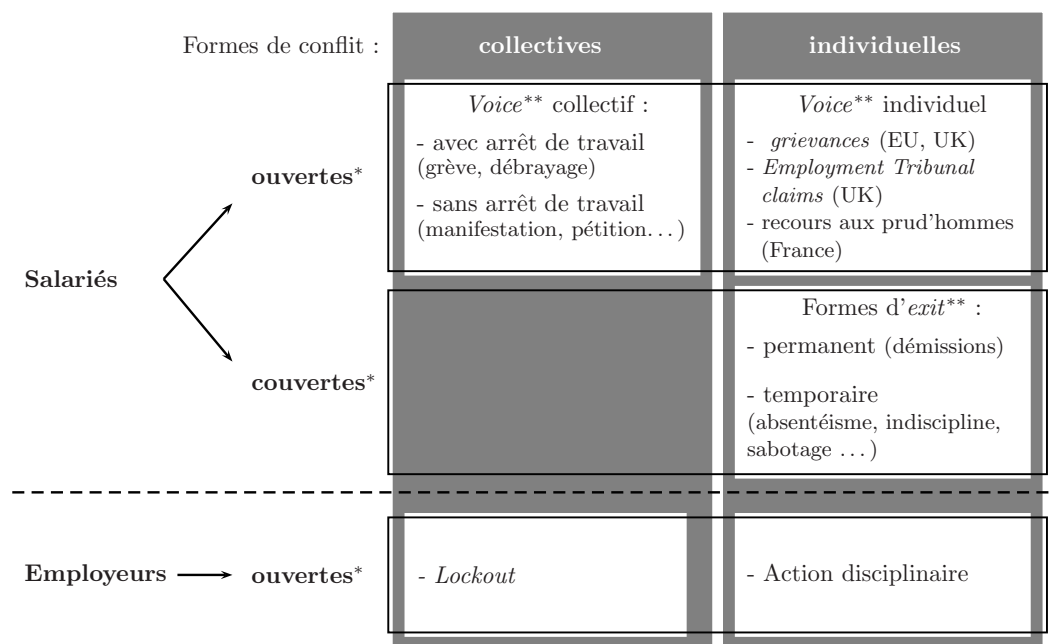 Formes de conflit : collectives individuelles
Voice** collectif :
- avec arrêt de travail
(grève, débrayage)
- sans arrêt de travail
(manifestation, pétition...)
Voice** individuel
- grievances (EU, UK)
- Employment Tribunal
claims (UK)
- recours aux prud'hommes
(France)
ouvertes*
Salariés
couvertes*
Formes d'exit** :
- permanent (démissions)
- temporaire
(absentéisme, indiscipline,
sabotage ...)
Employeurs ouvertes* - Lockout - Action disciplinaire